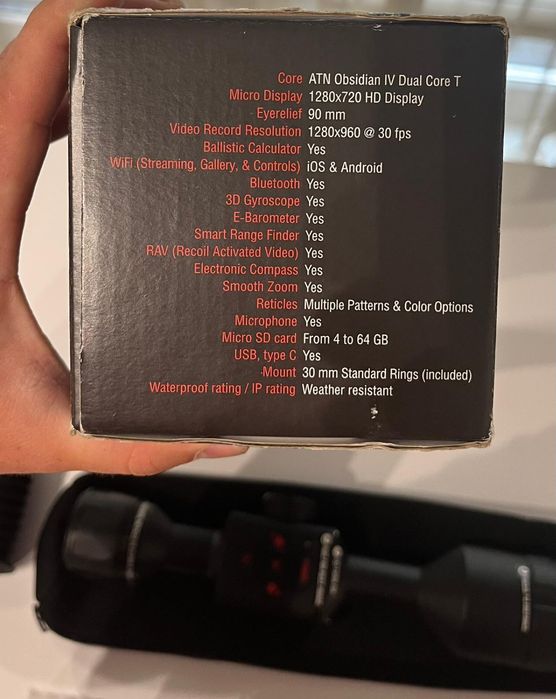 Core ATN Obsidian IV Dual Core T
Micro Display 1280x720 HD Display
Eyerelief 90 mm
Video Record Resolution 1280x960 @ 30 fps
Ballistic Calculator Yes
WiFi (Streaming, Gallery, & Controls) iOS & Android
Bluetooth Yes
3D Gyroscope Yes
E-Barometer Yes
Smart Range Finder Yes
RAV (Recoil Activated Video) Yes
Electronic Compass Yes
Smooth Zoom Yes
Reticles Multiple Patterns & Color Options
Microphone Yes
Micro SD card From 4 to 64 GB
USB, type C Yes
Mount 30 mm Standard Rings (included)
Waterproof rating / IP rating Weather resistant